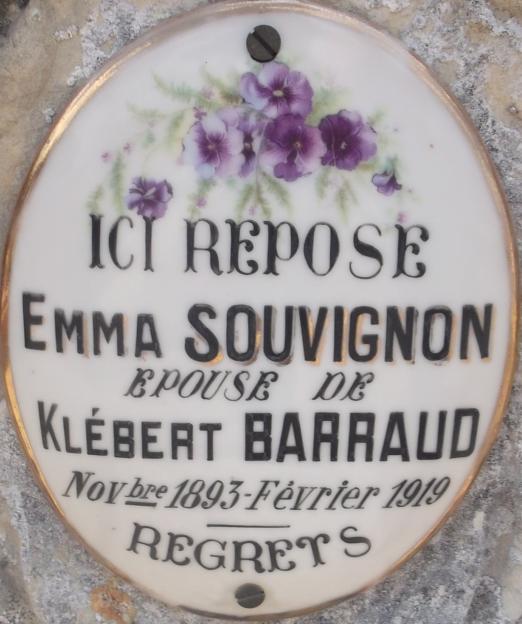 ICI REPOSE
EMMA SOUVIGNON
EPOUSE DE
KLÉBERT BARRAUD
Novbre 1893-Février 1919
REGRETS